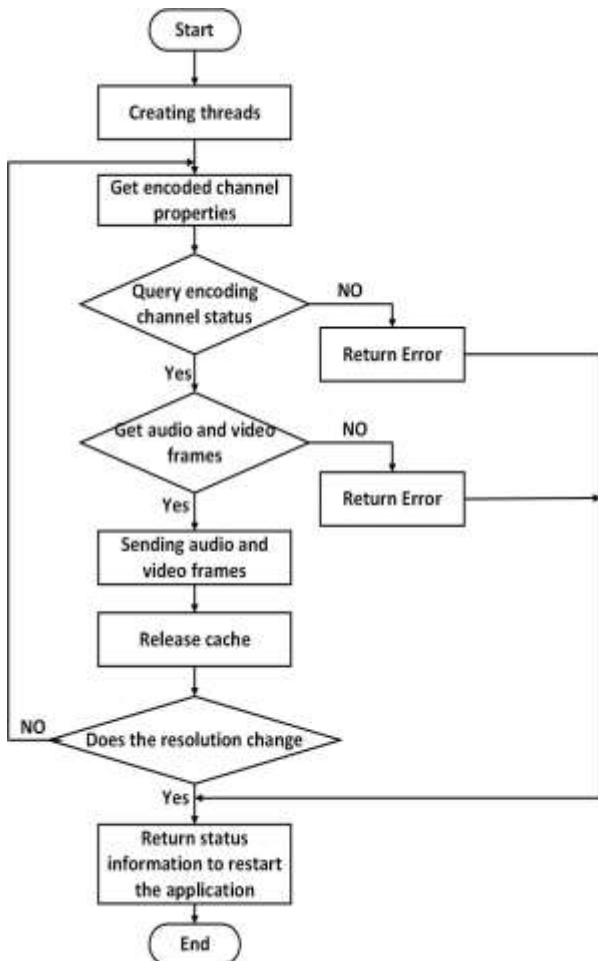 Start
Creating threads
Get encoded channel
properties
Query encoding
channel status
NO
Return Error
Yes
Get audio and video
frames
NO
Return Error
Yes
Sending audio and
video frames
Release cache
NO
Does the resolution change
Yes
Return status
information to restart
the application
End